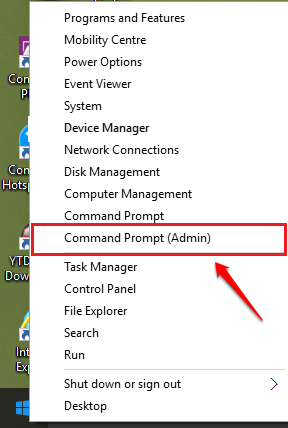 Programs and Features
Mobility Centre
Power Options
Event Viewer
System
Device Manager
Network Connections
Disk Management
Computer Management
Command Prompt
Command Prompt (Admin)
Task Manager
Control Panel
File Explorer
Search
Run
Shut down or sign out
Desktop
Con
P
Con
Hotsp
YTD
Down
Int
Exp